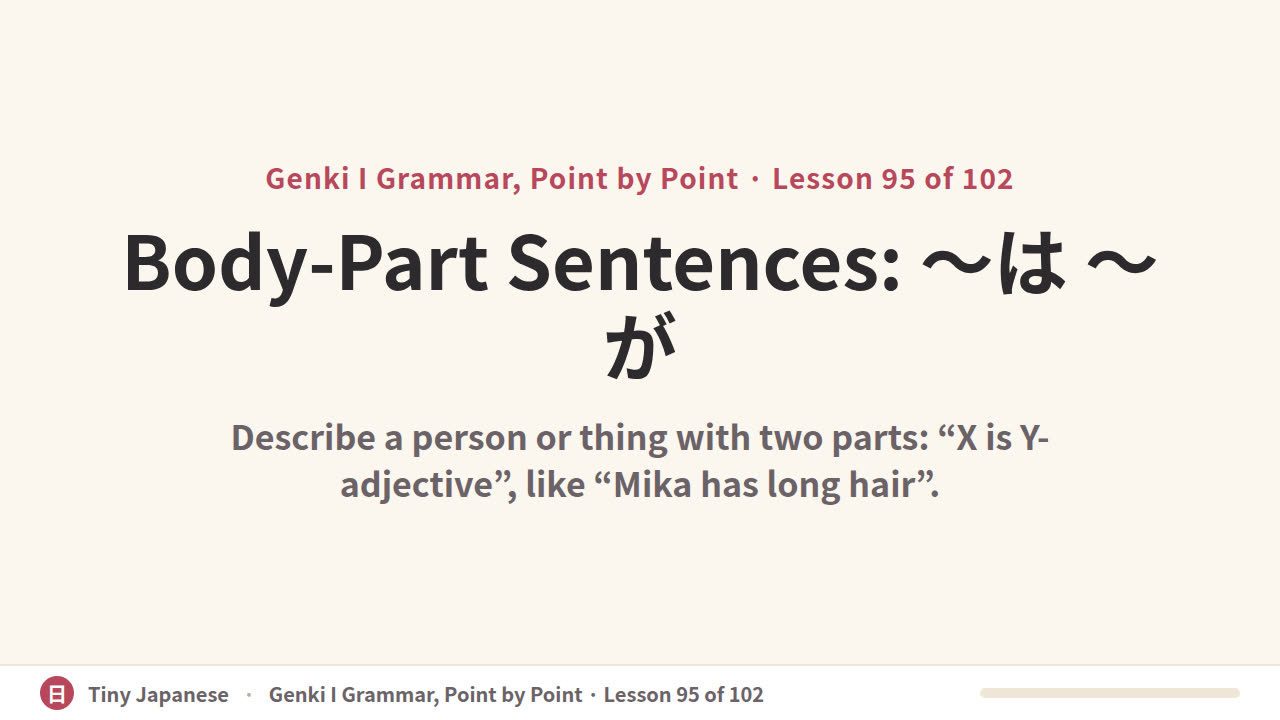 Genki I Grammar, Point by Point · Lesson 95 of 102
Body-Part Sentences: 〜は 〜
が
Describe a person or thing with two parts: “X is Y-
adjective”, like “Mika has long hair”.
日 Tiny Japanese · Genki I Grammar, Point by Point · Lesson 95 of 102